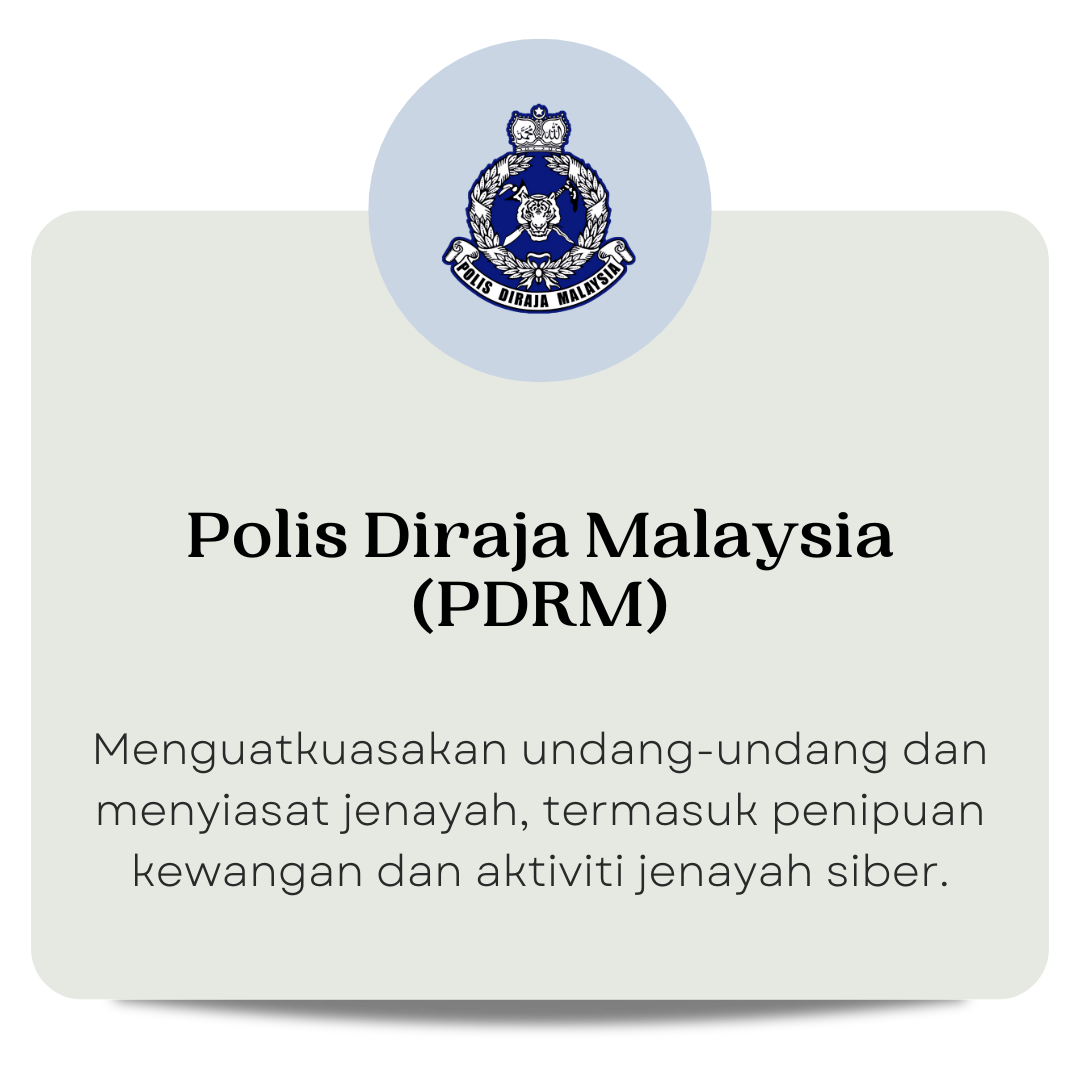 POLIS DIRAJA MALAYSIA
Polis Diraja Malaysia
(PDRM)
Menguatkuasakan undang-undang dan
menyiasat jenayah, termasuk penipuan
kewangan dan aktiviti jenayah siber.